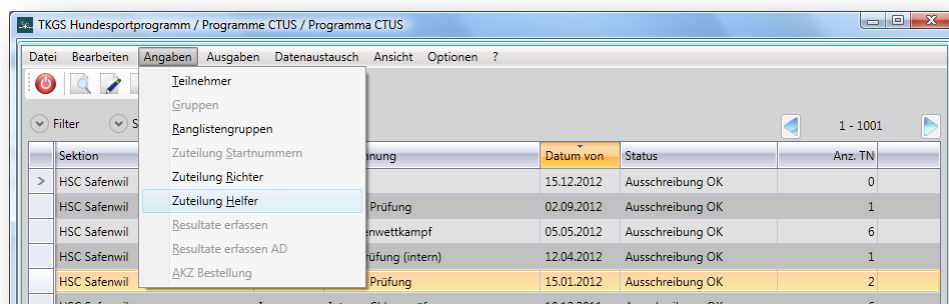 TKGS Hundesportprogramm / Programme CTUS / Programma CTUS
Datei Bearbeiten Angaben Ausgaben Datenaustausch Ansicht Optionen ?
Teilnehmer
Gruppen
Filter S 1 - 1001
Ranglistengruppen
Sektion Zuteilung Startnummern hnung Datum von Status Anz. TN
HSC Safenwil Zuteilung Richter 15.12.2012 Ausschreibung OK 0
HSC Safenwil Zuteilung Helfer Prüfung 02.09.2012 Ausschreibung OK 1
HSC Safenwil Resultate erfassen enwettkampf 05.05.2012 Ausschreibung OK 6
HSC Safenwil Resultate erfassen AD rüfung (intern) 12.04.2012 Ausschreibung OK 1
HSC Safenwil AKZ Bestellung Prüfung 15.01.2012 Ausschreibung OK 2